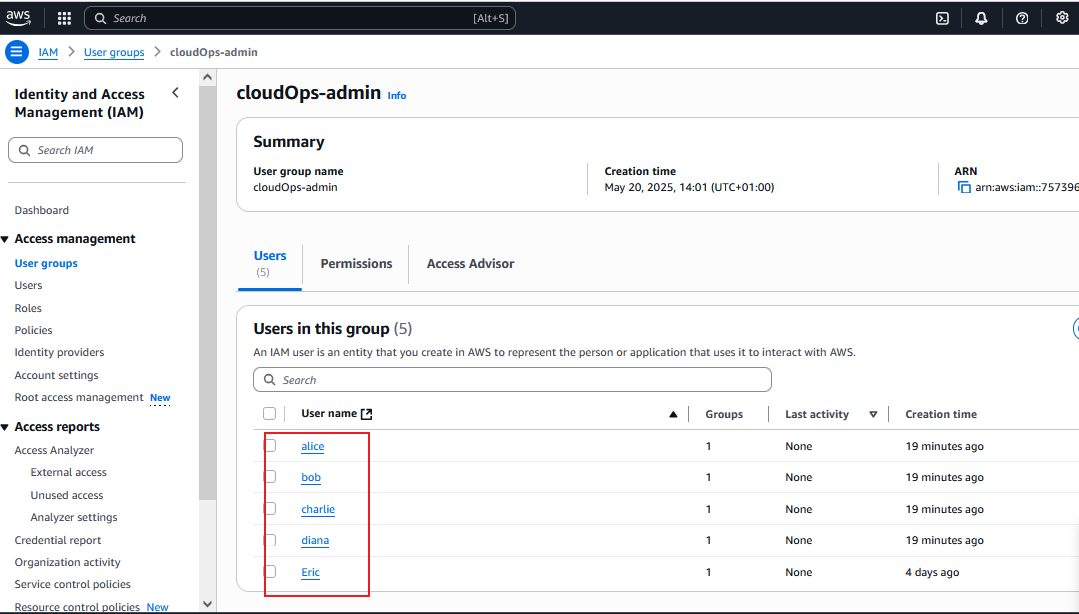 aws Search [Alt+S]
IAM > User groups > cloudOps-admin
Identity and Access
Management (IAM)
Search IAM
Dashboard
Access management
User groups
Users
Roles
Policies
Identity providers
Account settings
Root access management New
Access reports
Access Analyzer
External access
Unused access
Analyzer settings
Credential report
Organization activity
Service control policies
Resource control policies New
cloudOps-admin Info
Summary
User group name
cloudOps-admin
Creation time
May 20, 2025, 14:01 (UTC+01:00)
ARN
arn:aws:iam::757396
Users
(5)
Permissions
Access Advisor
Users in this group (5)
An IAM user is an entity that you create in AWS to represent the person or application that uses it to interact with AWS.
Search
User name Groups Last activity Creation time
alice 1 None 19 minutes ago
bob 1 None 19 minutes ago
charlie 1 None 19 minutes ago
diana 1 None 19 minutes ago
Eric 1 None 4 days ago